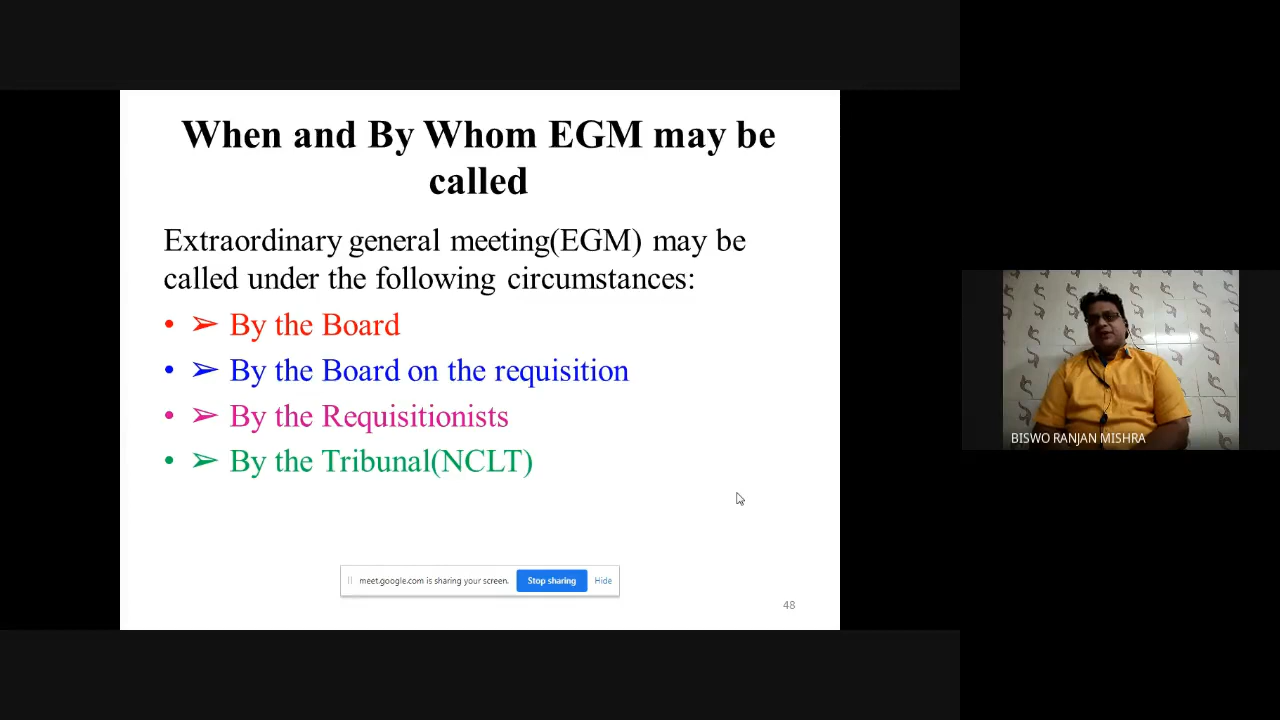 When and By Whom EGM may be
called
Extraordinary general meeting(EGM) may be
called under the following circumstances:
• ➢ By the Board
• ➢ By the Board on the requisition
• ➢ By the Requisitionists
• ➢ By the Tribunal(NCLT)
BISWO RANJAN MISHRA
meet.google.com is sharing your screen. Stop sharing Hide
48